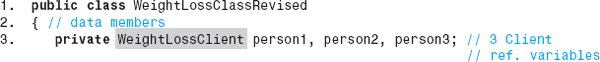 1. public class WeightLossClassRevised
2. { // data members
3. private WeightLossClient person1, person2, person3; // 3 Client
// ref. variables